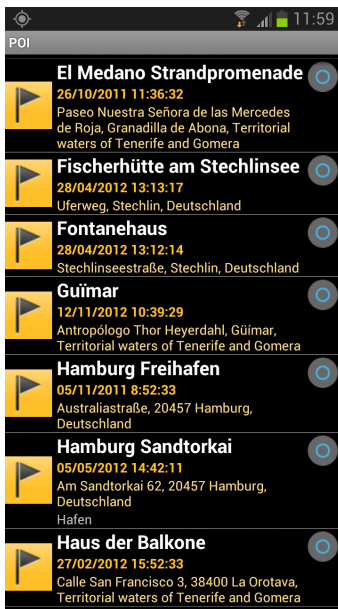 11:59
POI
El Medano Strandpromenade
26/10/2011 11:36:32
Paseo Nuestra Señora de las Mercedes
de Roja, Granadilla de Abona, Territorial
waters of Tenerife and Gomera
Fischerhütte am Stechlinsee
28/04/2012 13:13:17
Uferweg, Stechlin, Deutschland
Fontanehaus
28/04/2012 13:12:14
Stechlinseestraße, Stechlin, Deutschland
Guïmar
12/11/2012 10:39:29
Antropólogo Thor Heyerdahl, Güímar,
Territorial waters of Tenerife and Gomera
Hamburg Freihafen
05/11/2011 8:52:33
Australiastraße, 20457 Hamburg,
Deutschland
Hamburg Sandtorkai
05/05/2012 14:42:11
Am Sandtorkai 62, 20457 Hamburg,
Deutschland
Hafen
Haus der Balkone
27/02/2012 15:52:33
Calle San Francisco 3, 38400 La Orotava,
Territorial waters of Tenerife and Gomera